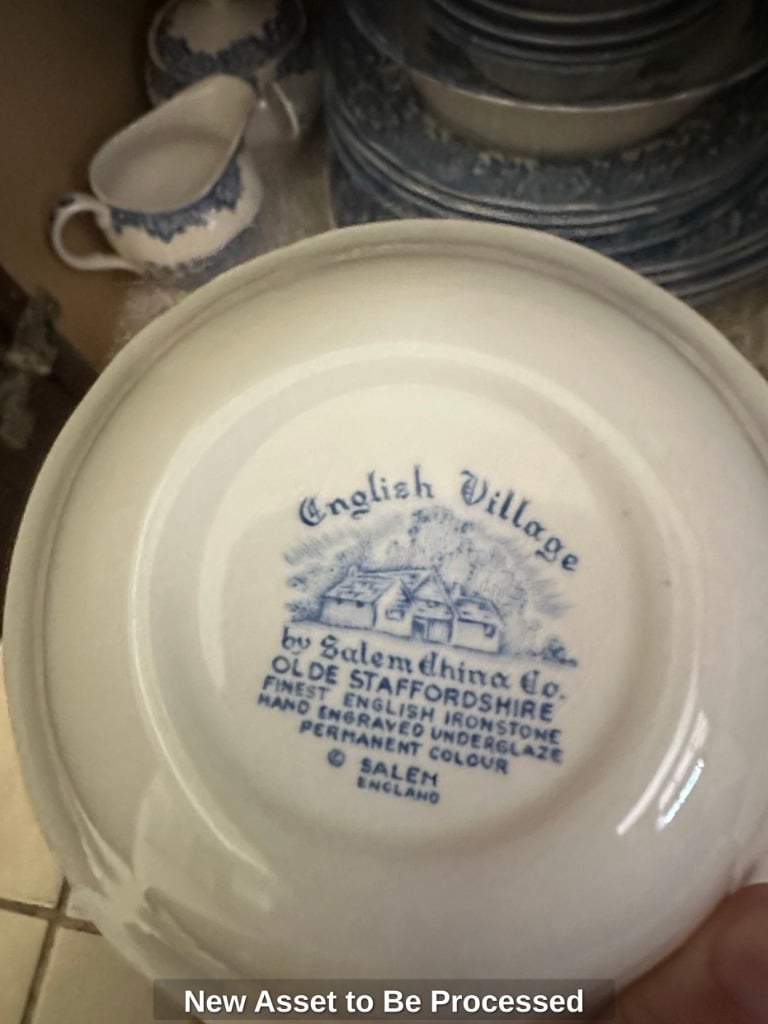 English Village
by Salem China Co.
OLDE STAFFORDSHIRE
FINEST ENGLISH IRONSTONE
HAND ENGRAVED UNDERGLAZE
PERMANENT COLOUR
© SALEM
ENGLAND
New Asset to Be Processed